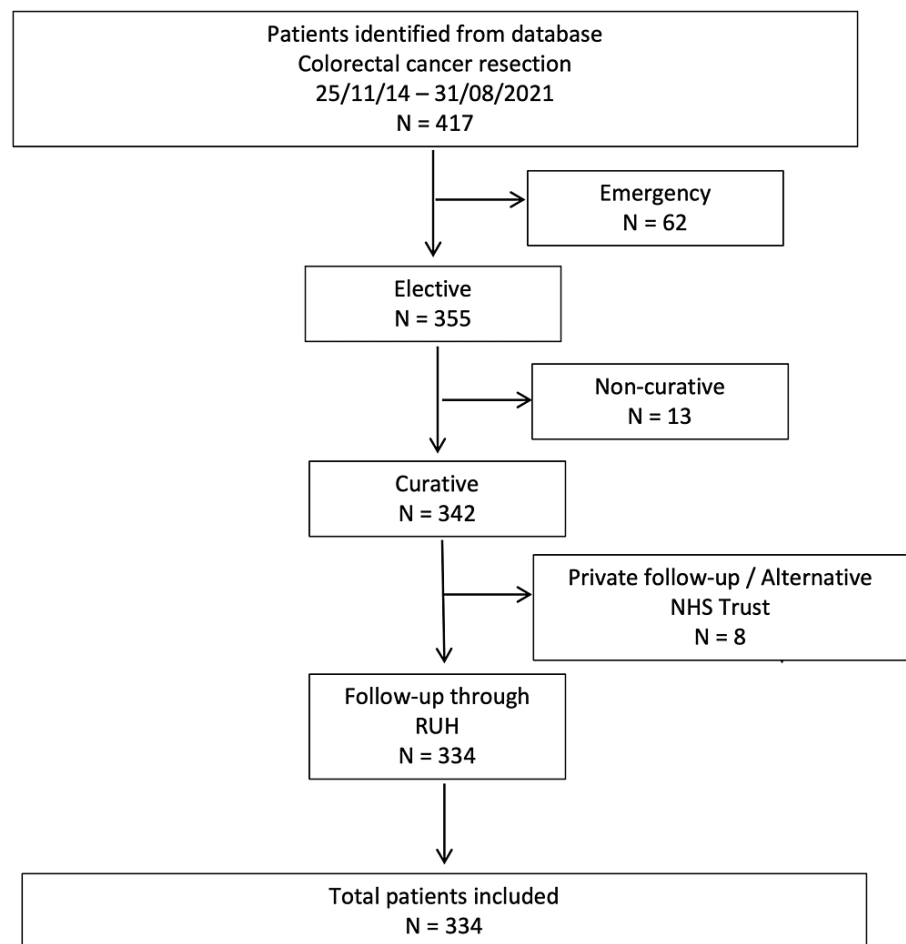 Patients identified from database
Colorectal cancer resection
25/11/14 – 31/08/2021
N = 417
Emergency
N = 62
Elective
N = 355
Non-curative
N = 13
Curative
N = 342
Private follow-up / Alternative
NHS Trust
N = 8
Follow-up through
RUH
N = 334
Total patients included
N = 334